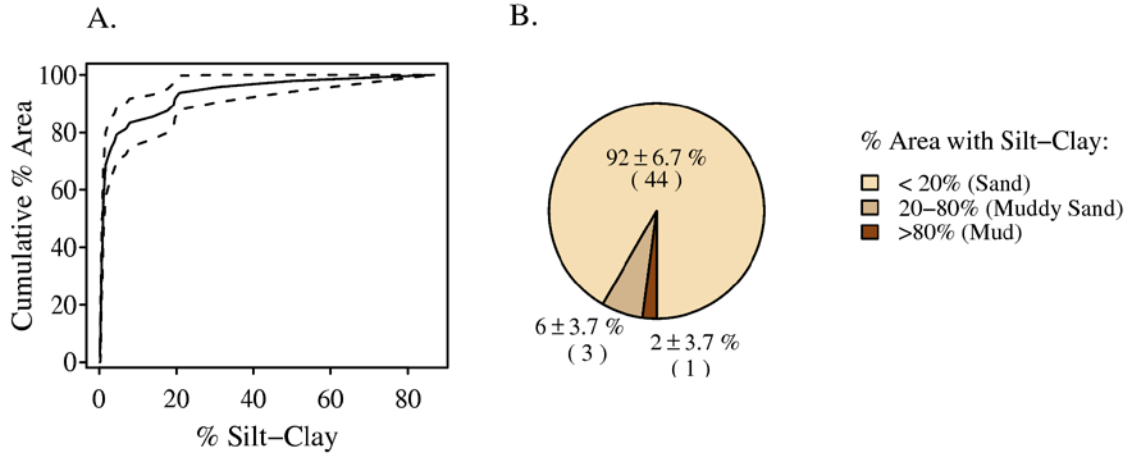 A.
Cumulative % Area
100
80
60
40
20
0
0 20 40 60 80
% Silt−Clay
B.
92 ± 6.7 %
( 44 )
6 ± 3.7 %
( 3 )
2 ± 3.7 %
( 1 )
% Area with Silt−Clay:
< 20% (Sand)
20−80% (Muddy Sand)
>80% (Mud)